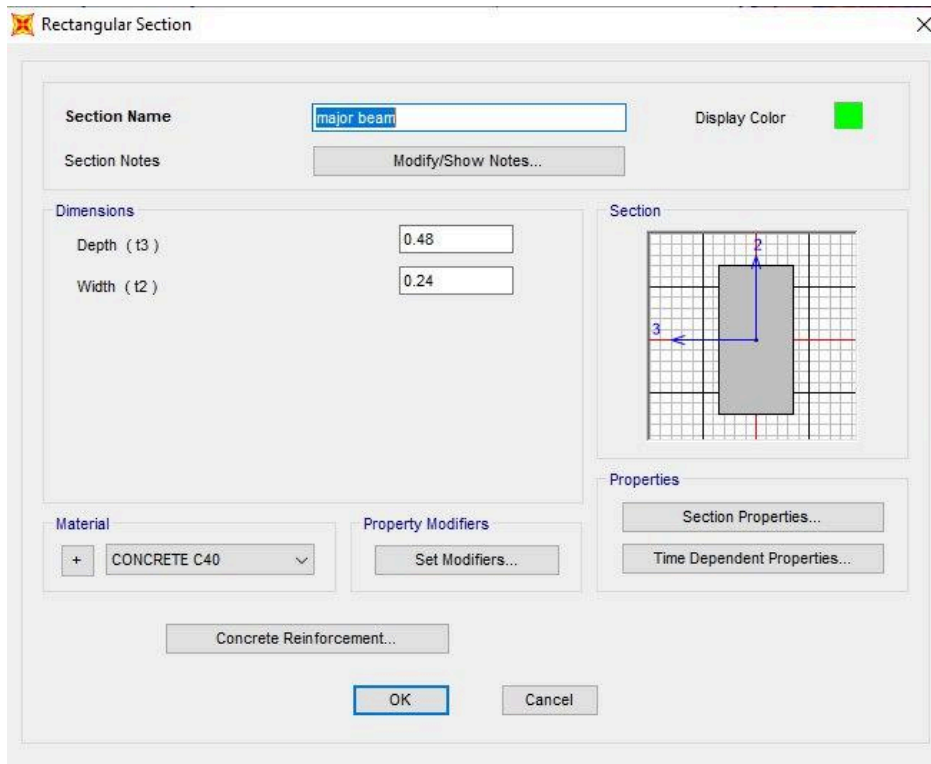 Rectangular Section
Section Name
major beam
Display Color
Section Notes
Modify/Show Notes...
Dimensions
Depth ( t3 )
0.48
Width ( t2 )
0.24
Section
2
3
Properties
Section Properties...
Time Dependent Properties...
Material
+
CONCRETE C40
Property Modifiers
Set Modifiers...
Concrete Reinforcement...
OK
Cancel